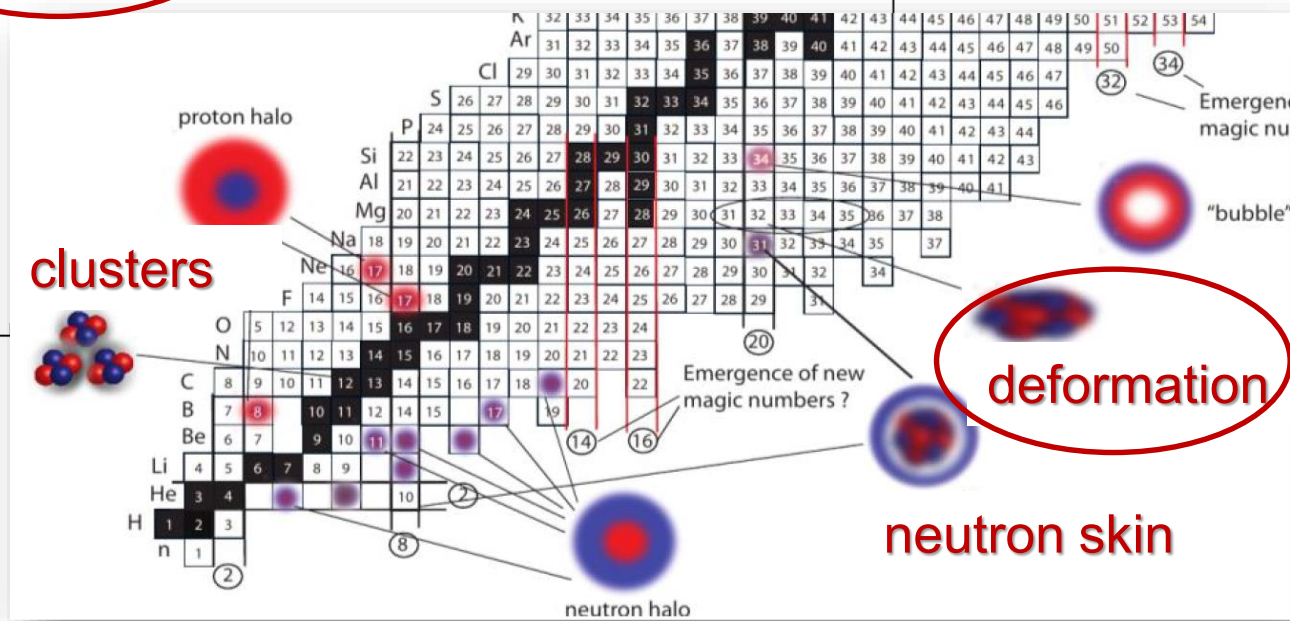 K 32 33 34 35 36 37 38 39 40 41 42 43 44 45 46 47 48 49 50 51 52 53 54
Ar 31 32 33 34 35 36 37 38 39 40 41 42 43 44 45 46 47 48 49 50
32
34
Cl 29 30 31 32 33 34 35 36 37 38 39 40 41 42 43 44 45 46 47
Emergenc
magic nu
S 26 27 28 29 30 31 32 33 34 35 36 37 38 39 40 41 42 43 44 45 46
proton halo
P 24 25 26 27 28 29 30 31 32 33 34 35 36 37 38 39 40 41 42 43 44
Si 22 23 24 25 26 27 28 29 30 31 32 33 34 35 36 37 38 39 40 41 42 43
Al 21 22 23 24 25 26 27 28 29 30 31 32 33 34 35 36 37 38 39 40 41
Mg 20 21 22 23 24 25 26 27 28 29 30 31 32 33 34 35 36 37 38
"bubble"
Na 18 19 20 21 22 23 24 25 26 27 28 29 30 31 32 33 34 35 37
clusters
Ne 16 17 18 19 20 21 22 23 24 25 26 27 28 29 30 31 32 34
F 14 15 16 17 18 19 20 21 22 23 24 25 26 27 28 29 31
O 5 12 13 14 15 16 17 18 19 20 21 22 23 24
20
N 10 11 12 13 14 15 16 17 18 19 20 21 22 23
Emergence of new
magic numbers ?
C 8 9 10 11 12 13 14 15 16 17 18 20 22
deformation
B 7 8 10 11 12 14 15 17 19
Be 6 7 9 10 11
14
16
Li 4 5 6 7 8 9
He 3 4 10
2
H 1 2 3
neutron skin
n 1
8
2
neutron halo